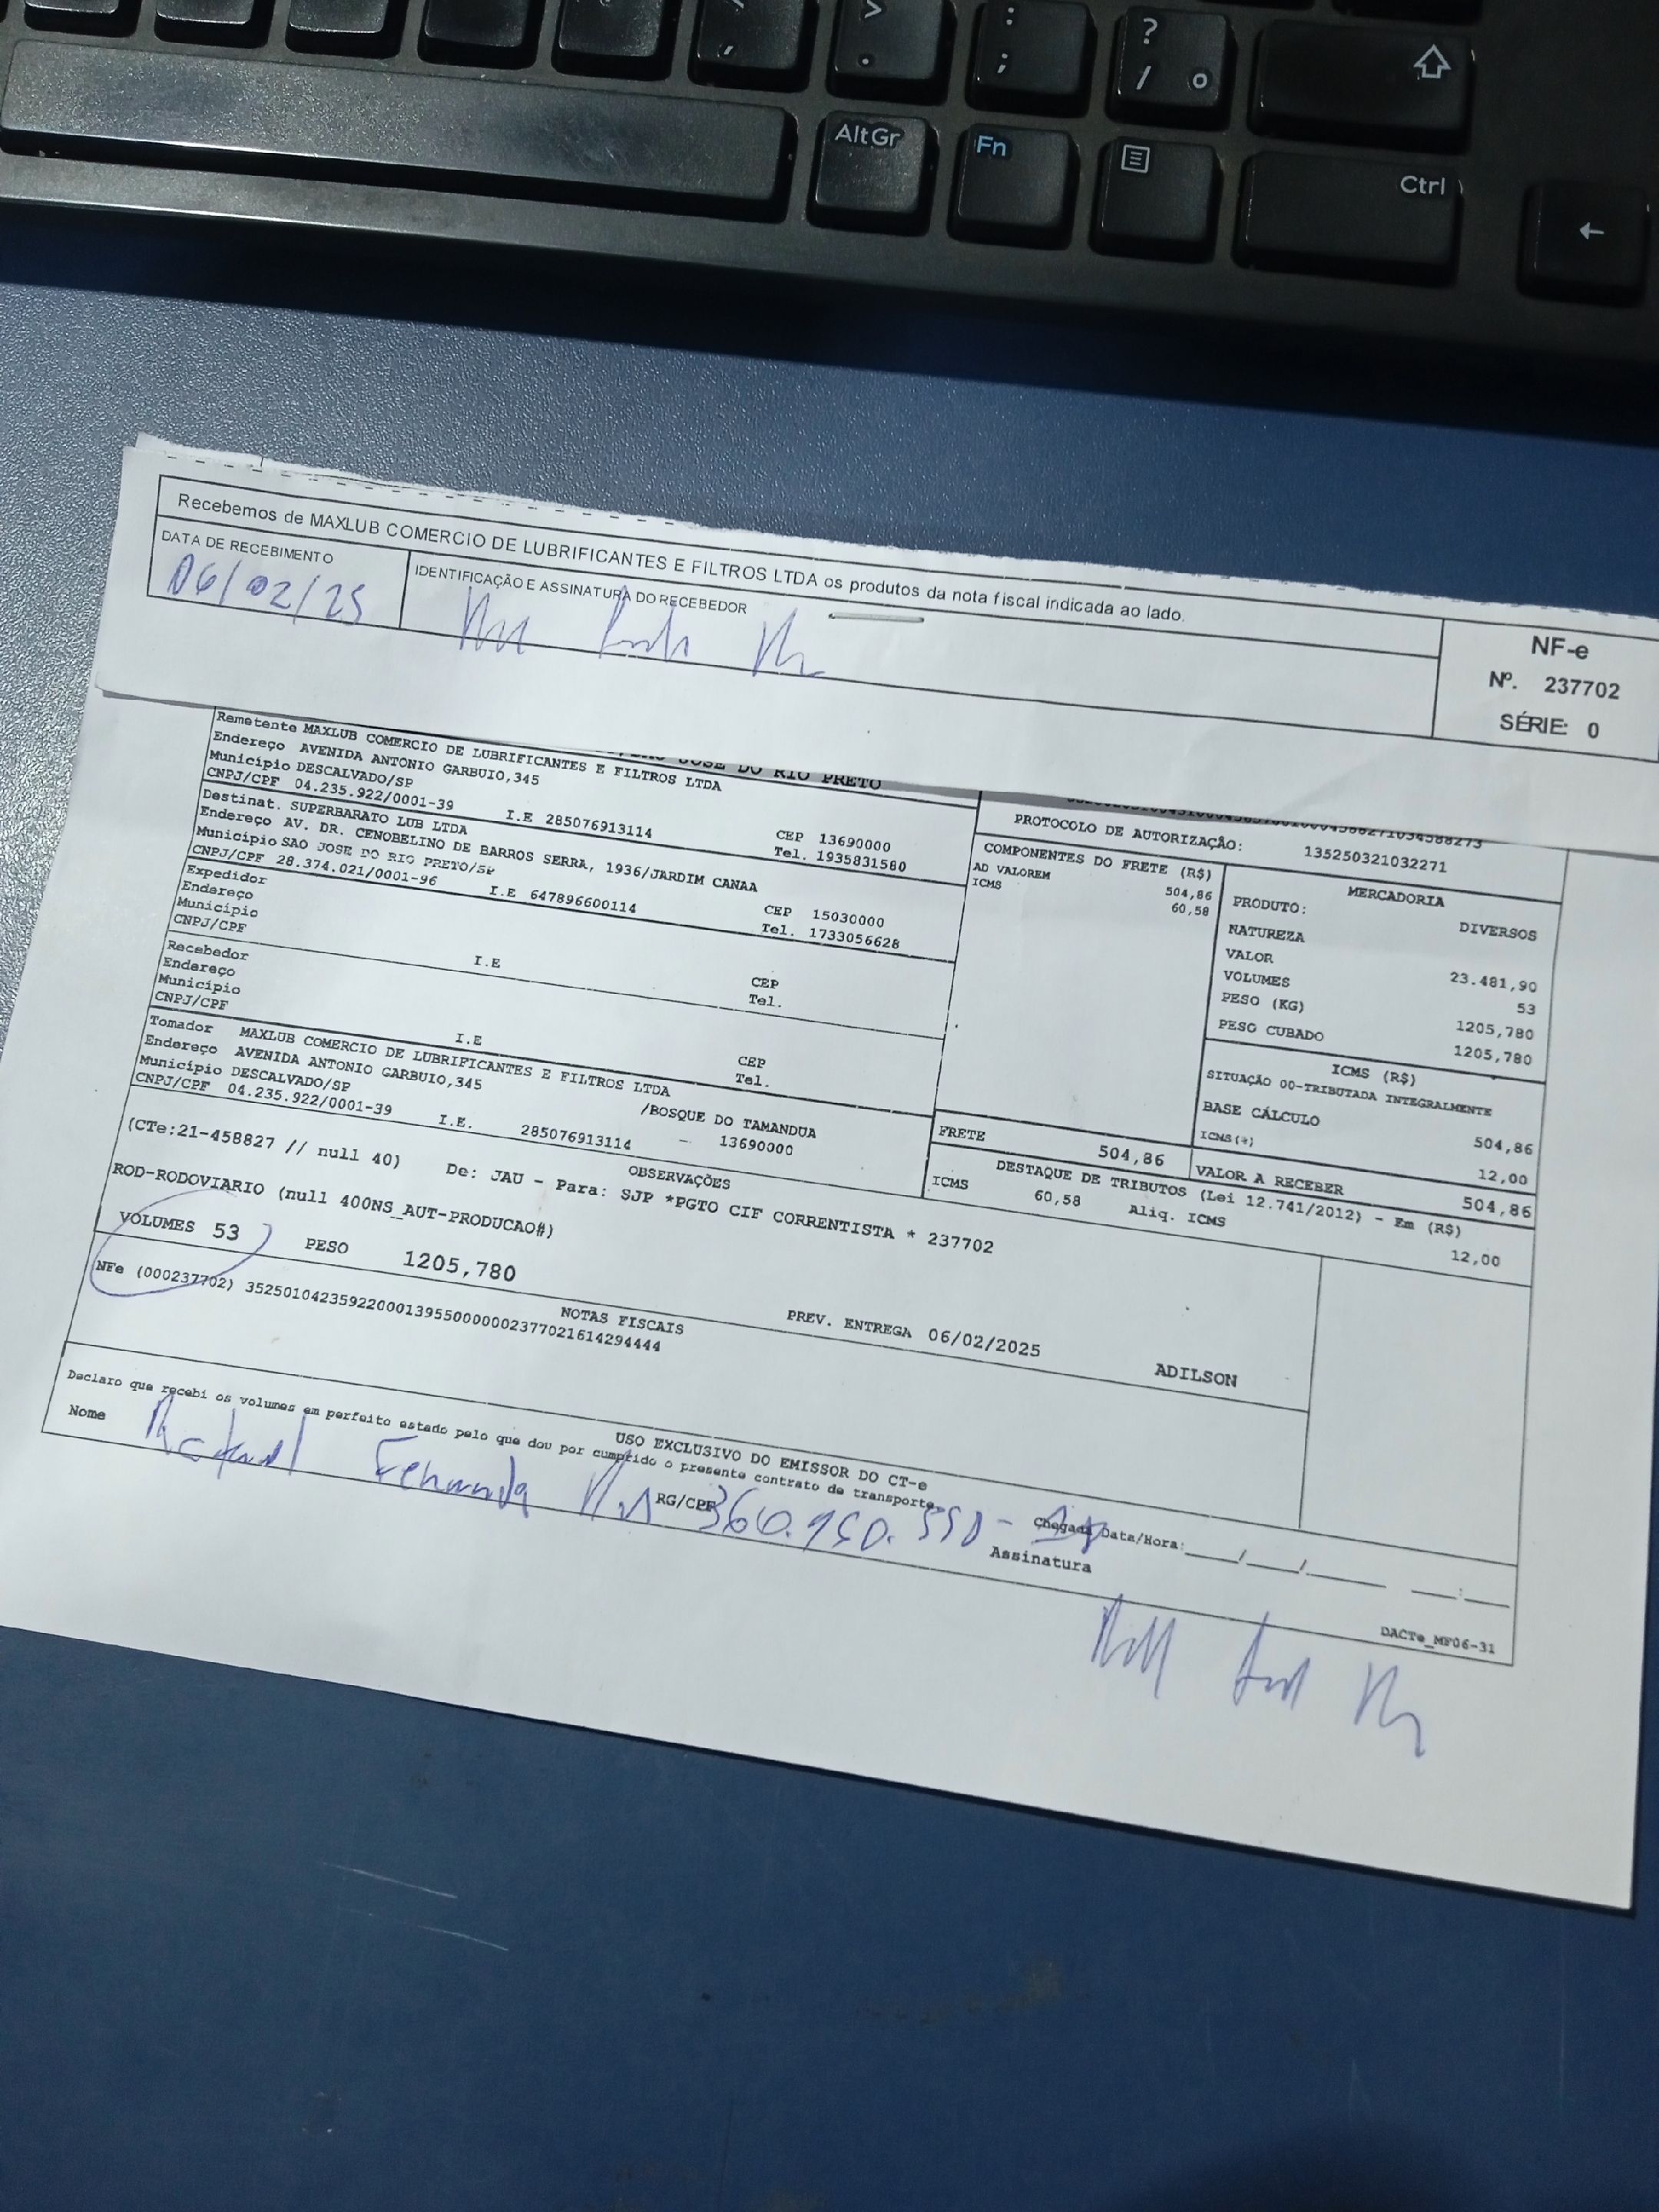 AltGr
Fn
Ctrl
Recebemos de MAXLUB COMERCIO DE LUBRIFICANTES E FILTROS LTDA os produtos da nota fiscal indicada ao lado.
DATA DE RECEBIMENTO
06/02/25
IDENTIFICAÇÃO E ASSINATURA DO RECEBEDOR
NF-e
Nº. 237702
SÉRIE: 0
JOSE DO RIO PRETO
Remetente MAXLUB COMERCIO DE LUBRIFICANTES E FILTROS LTDA
Endereço AVENIDA ANTONIO GARBUIO,345
Município DESCALVADO/SP CEP 13690000
CNPJ/CPF 04.235.922/0001-39 I.E 285076913114 Tel. 1935831580
Destinat. SUPERBARATO LUB LTDA
Endereço AV. DR. CENOBELINO DE BARROS SERRA, 1936/JARDIM CANAA
Município SAO JOSE DO RIO PRETO/SP CEP 15030000
CNPJ/CPF 28.374.021/0001-96 I.E 647896600114 Tel. 1733056628
Expedidor
Endereço
Município CEP
CNPJ/CPF I.E Tel.
Recebedor
Endereço
Município CEP
CNPJ/CPF I.E Tel.
Tomador MAXLUB COMERCIO DE LUBRIFICANTES E FILTROS LTDA
Endereço AVENIDA ANTONIO GARBUIO,345 /BOSQUE DO TAMANDUA
Município DESCALVADO/SP - 13690000
CNPJ/CPF 04.235.922/0001-39 I.E. 285076913114
PROTOCOLO DE AUTORIZAÇÃO: 135250321032271
COMPONENTES DO FRETE (R$)
AD VALOREM 504,86
ICMS 60,58
MERCADORIA
PRODUTO: DIVERSOS
NATUREZA
VALOR 23.481,90
VOLUMES 53
PESO (KG) 1205,780
PESO CUBADO 1205,780
ICMS (R$)
SITUAÇÃO 00-TRIBUTADA INTEGRALMENTE
BASE CÁLCULO 504,86
ICMS(%) 12,00
FRETE 504,86
VALOR A RECEBER 504,86
DESTAQUE DE TRIBUTOS (Lei 12.741/2012) - Em (R$)
ICMS 60,58 Aliq. ICMS 12,00
OBSERVAÇÕES
(CTe:21-458827 // null 40) De: JAU - Para: SJP *PGTO CIF CORRENTISTA * 237702
ROD-RODOVIARIO (null 400NS_AUT-PRODUCAO#)
VOLUMES 53 PESO 1205,780 PREV. ENTREGA 06/02/2025 ADILSON
NOTAS FISCAIS
NFe (000237702) 35250104235922000139550000002377021614294444
USO EXCLUSIVO DO EMISSOR DO CT-e
Declaro que recebi os volumes em perfeito estado pelo que dou por cumprido o presente contrato de transporte.
Nome RG/CPF Chegada Data/Hora:
Assinatura
DACTe_MF06-31